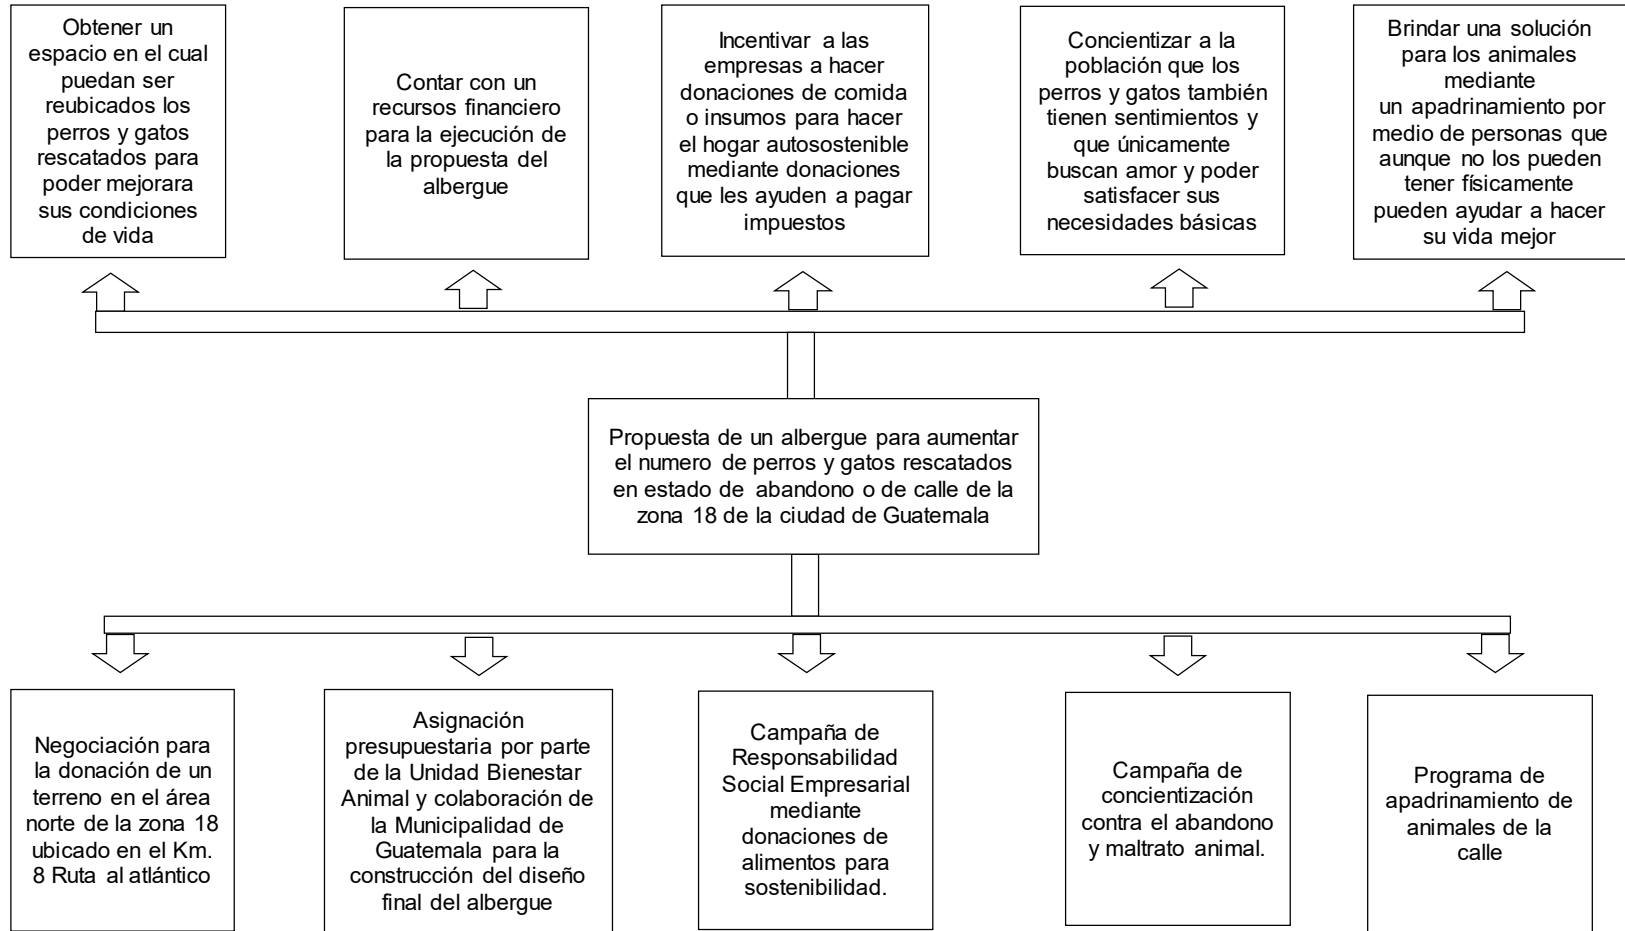 Obtener un
espacio en el cual
puedan ser
reubicados los
perros y gatos
rescatados para
poder mejorara
sus condiciones
de vida
Contar con un
recursos financiero
para la ejecución de
la propuesta del
albergue
Incentivar a las
empresas a hacer
donaciones de comida
o insumos para hacer
el hogar autosostenible
mediante donaciones
que les ayuden a pagar
impuestos
Concientizar a la
población que los
perros y gatos también
tienen sentimientos y
que únicamente
buscan amor y poder
satisfacer sus
necesidades básicas
Brindar una solución
para los animales
mediante
un apadrinamiento por
medio de personas que
aunque no los pueden
tener físicamente
pueden ayudar a hacer
su vida mejor
Propuesta de un albergue para aumentar
el numero de perros y gatos rescatados
en estado de abandono o de calle de la
zona 18 de la ciudad de Guatemala
Negociación para
la donación de un
terreno en el área
norte de la zona 18
ubicado en el Km.
8 Ruta al atlántico
Asignación
presupuestaria por parte
de la Unidad Bienestar
Animal y colaboración de
la Municipalidad de
Guatemala para la
construcción del diseño
final del albergue
Campaña de
Responsabilidad
Social Empresarial
mediante
donaciones de
alimentos para
sostenibilidad.
Campaña de
concientización
contra el abandono
y maltrato animal.
Programa de
apadrinamiento de
animales de la
calle